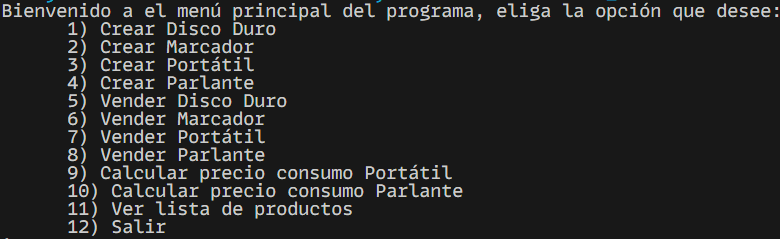 Bienvenido a el menú principal del programa, eliga la opción que desee:
1) Crear Disco Duro
2) Crear Marcador
3) Crear Portátil
4) Crear Parlante
5) Vender Disco Duro
6) Vender Marcador
7) Vender Portátil
8) Vender Parlante
9) Calcular precio consumo Portátil
10) Calcular precio consumo Parlante
11) Ver lista de productos
12) Salir